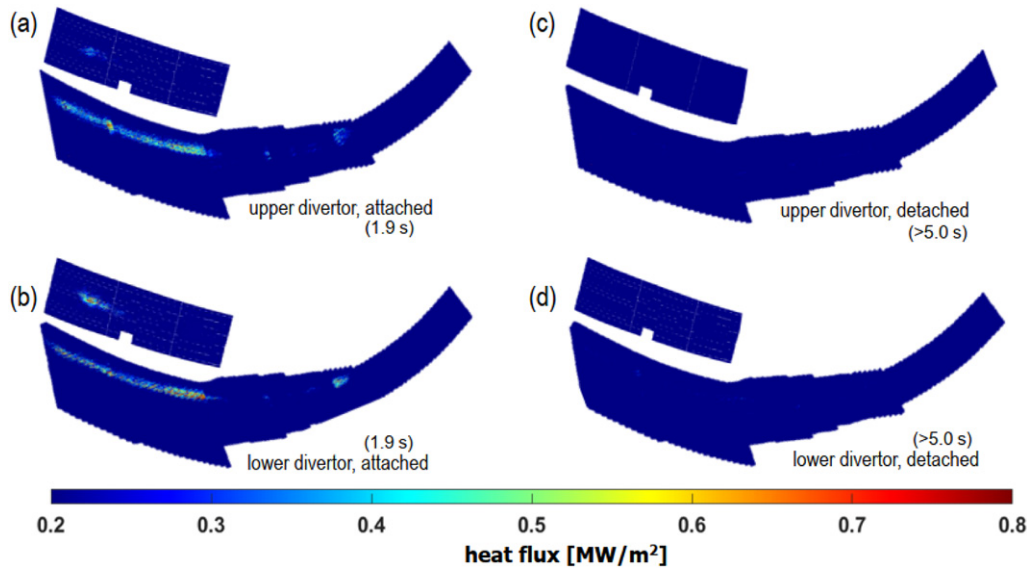 (a)
upper divertor, attached
(1.9 s)
(c)
upper divertor, detached
(>5.0 s)
(b)
(1.9 s)
lower divertor, attached
(d)
(>5.0 s)
lower divertor, detached
0.2 0.3 0.4 0.5 0.6 0.7 0.8
heat flux [MW/m²]